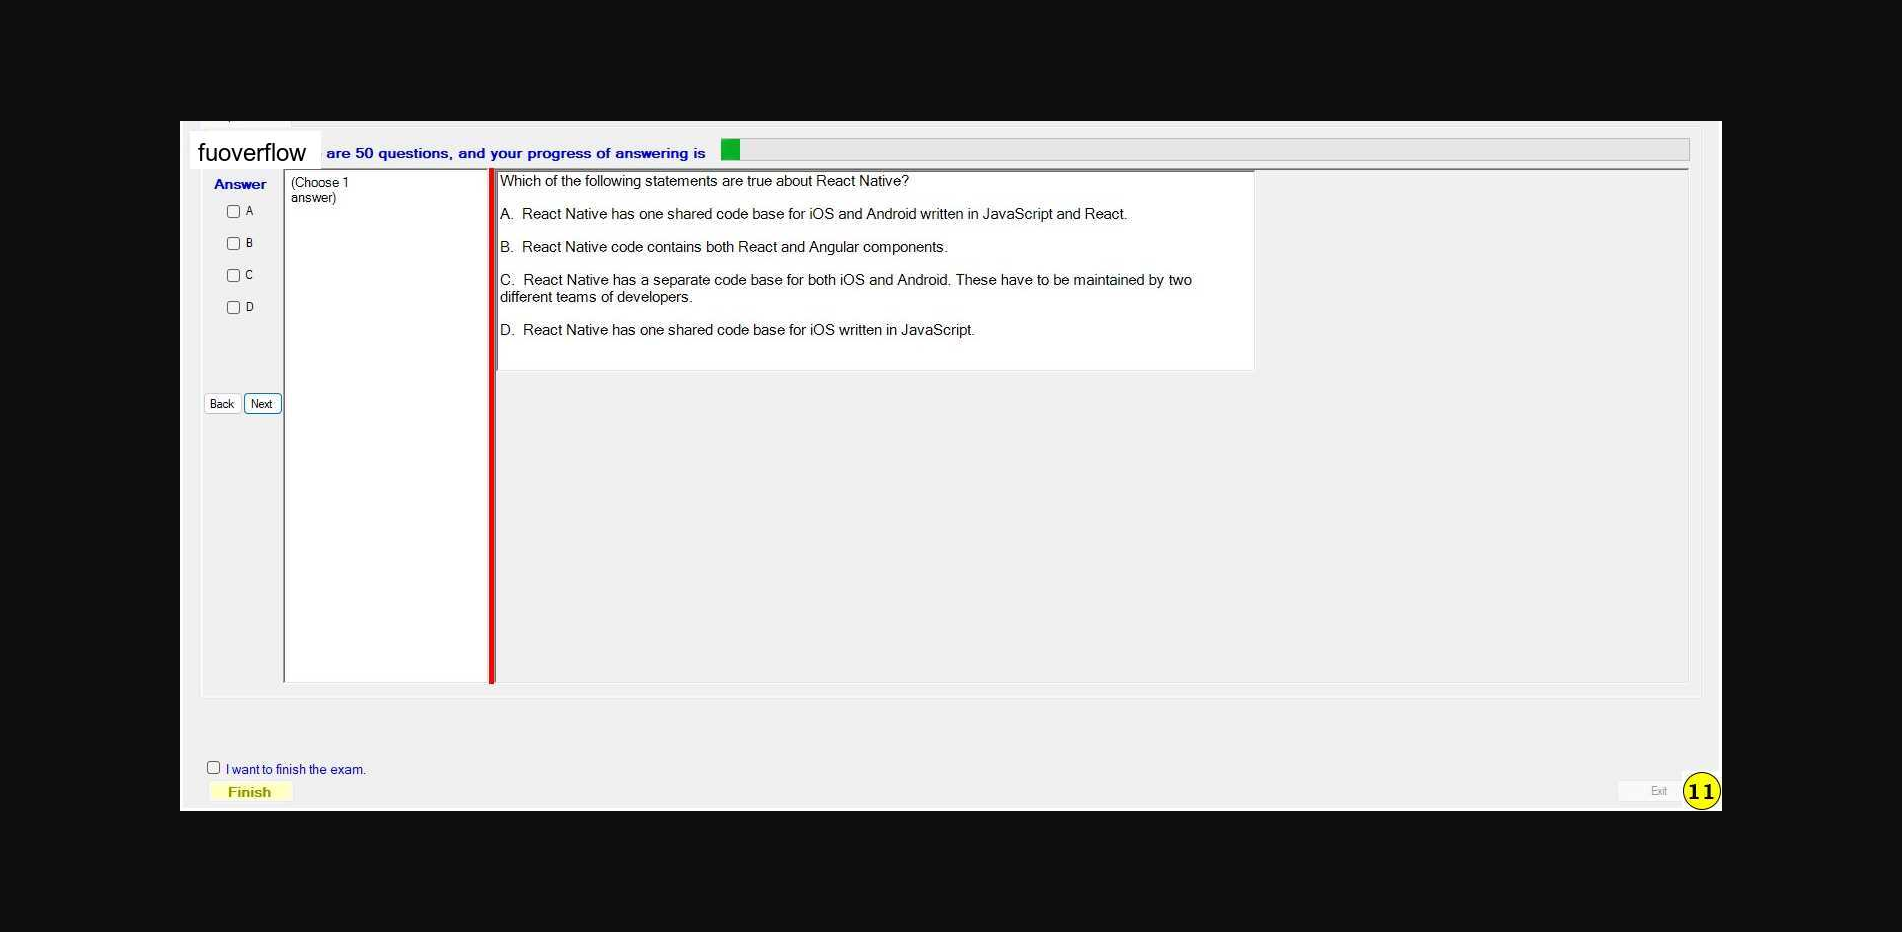 fuoverflow are 50 questions, and your progress of answering is
Answer
A
B
C
D
Back Next
(Choose 1
answer)
Which of the following statements are true about React Native?
A. React Native has one shared code base for iOS and Android written in JavaScript and React.
B. React Native code contains both React and Angular components.
C. React Native has a separate code base for both iOS and Android. These have to be maintained by two
different teams of developers.
D. React Native has one shared code base for iOS written in JavaScript.
I want to finish the exam.
Finish
Exit
11